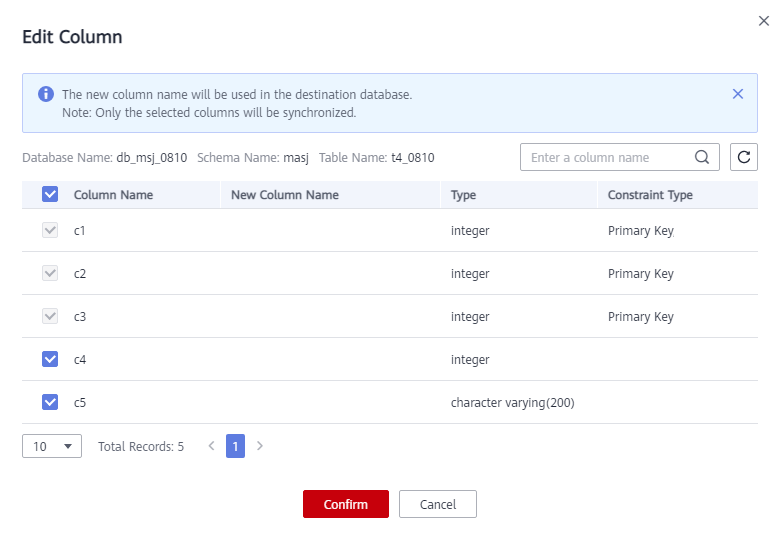 Edit Column
The new column name will be used in the destination database.
Note: Only the selected columns will be synchronized.
Database Name: db_msj_0810 Schema Name: masj Table Name: t4_0810
Enter a column name
Column Name New Column Name Type Constraint Type
c1 integer Primary Key
c2 integer Primary Key
c3 integer Primary Key
c4 integer
c5 character varying(200)
10 Total Records: 5 1
Confirm Cancel